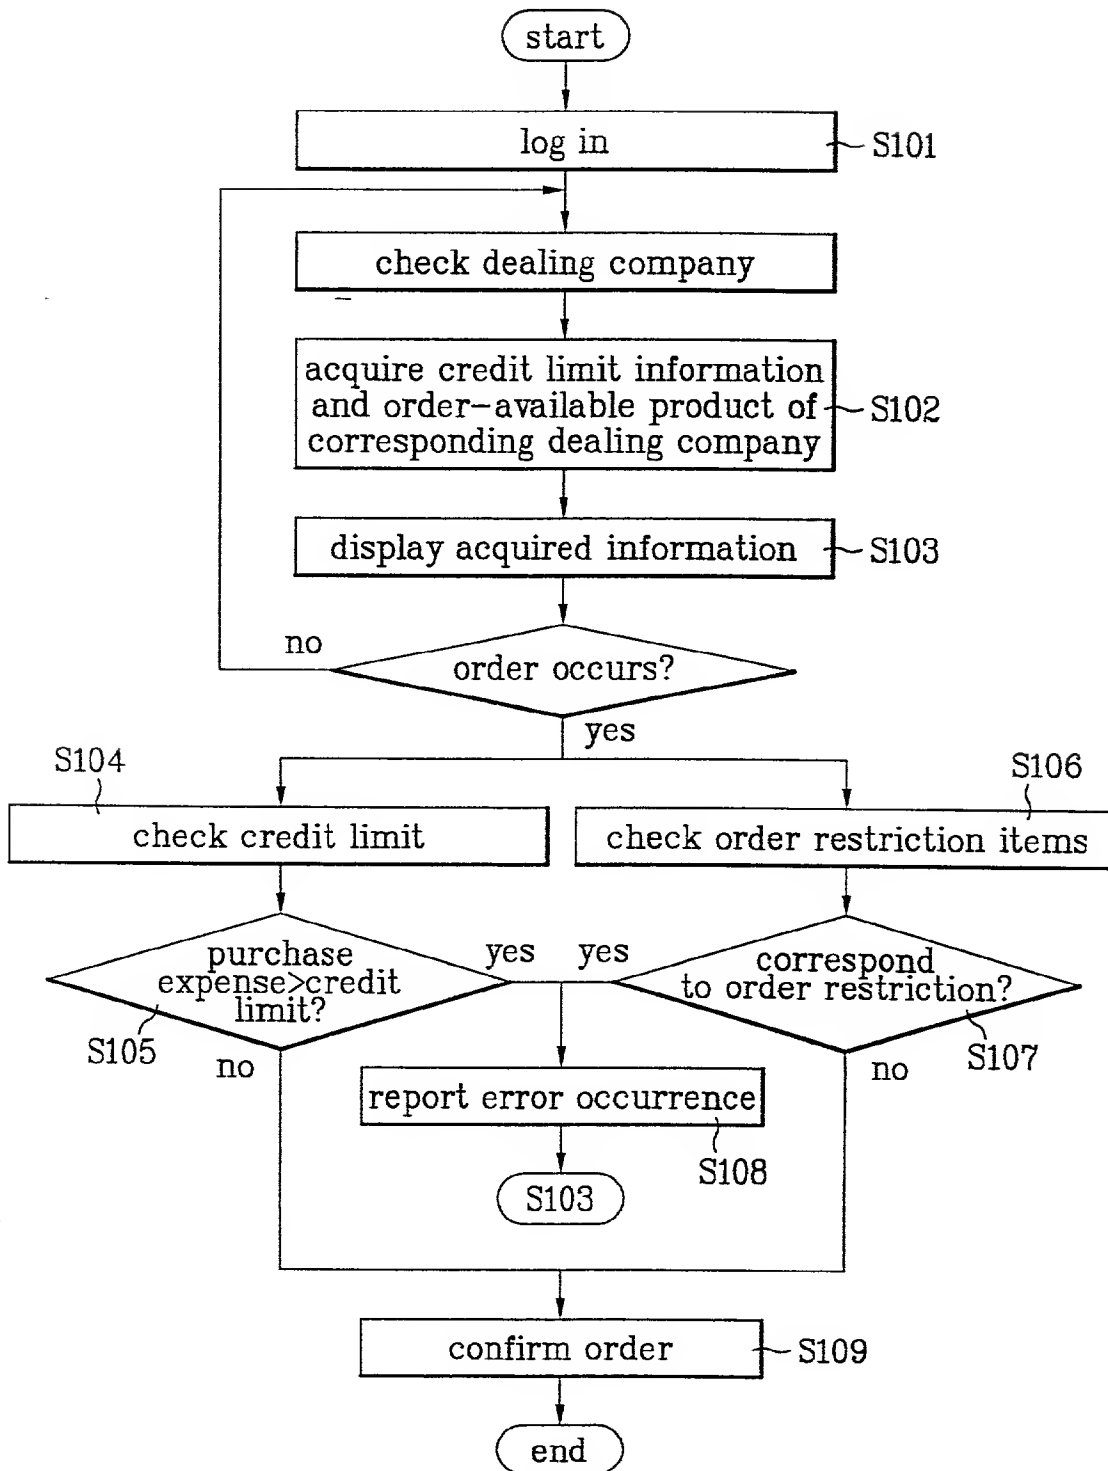 start
log in
S101
check dealing company
acquire credit limit information
and order-available product of
corresponding dealing company
S102
display acquired information
S103
no
order occurs?
yes
S104
S106
check credit limit
check order restriction items
purchase
expense>credit
limit?
yes
yes
correspond
to order restriction?
S105
no
S107
no
report error occurrence
S108
S103
confirm order
S109
end